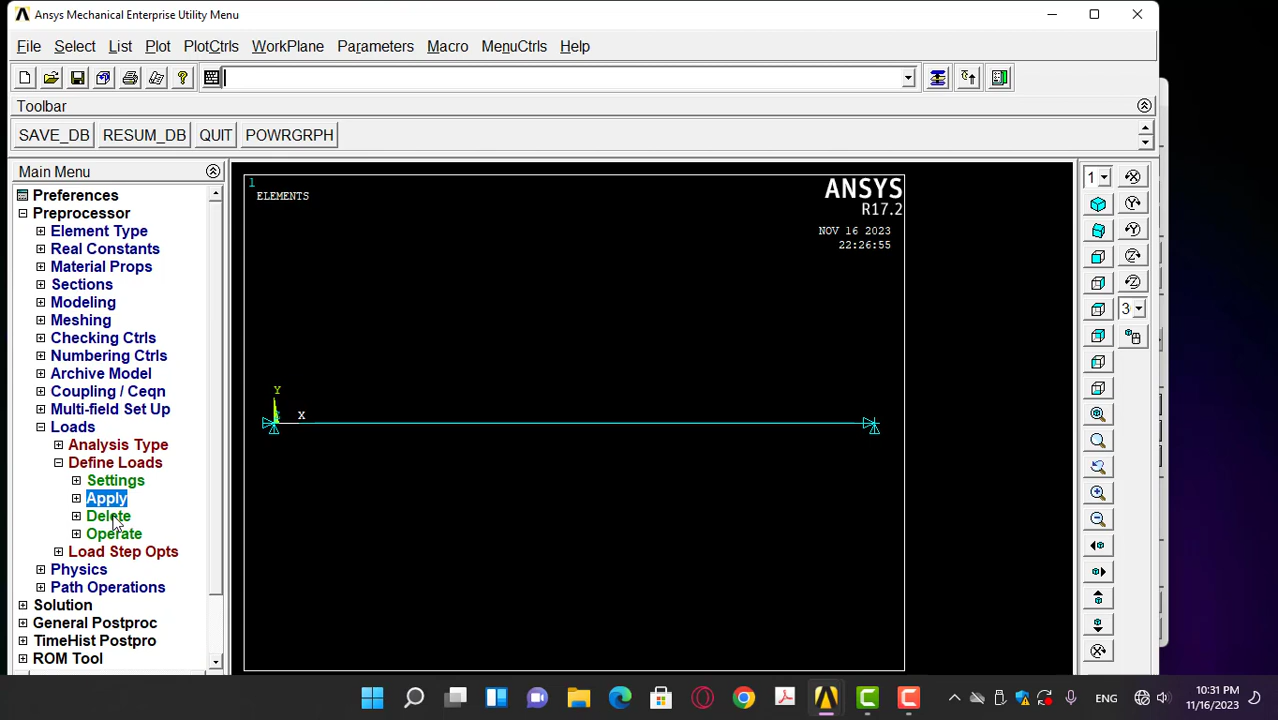 Ansys Mechanical Enterprise Utility Menu
File Select List Plot PlotCtrls WorkPlane Parameters Macro MenuCtrls Help
Toolbar
SAVE_DB RESUM_DB QUIT POWRGRPH
Main Menu
Preferences
Preprocessor
Element Type
Real Constants
Material Props
Sections
Modeling
Meshing
Checking Ctrls
Numbering Ctrls
Archive Model
Coupling / Ceqn
Multi-field Set Up
Loads
Analysis Type
Define Loads
Settings
Apply
Delete
Operate
Load Step Opts
Physics
Path Operations
Solution
General Postproc
TimeHist Postpro
ROM Tool
1
ELEMENTS
ANSYS
R17.2
NOV 16 2023
22:26:55
Y
X
1
3
ENG
10:31 PM
11/16/2023